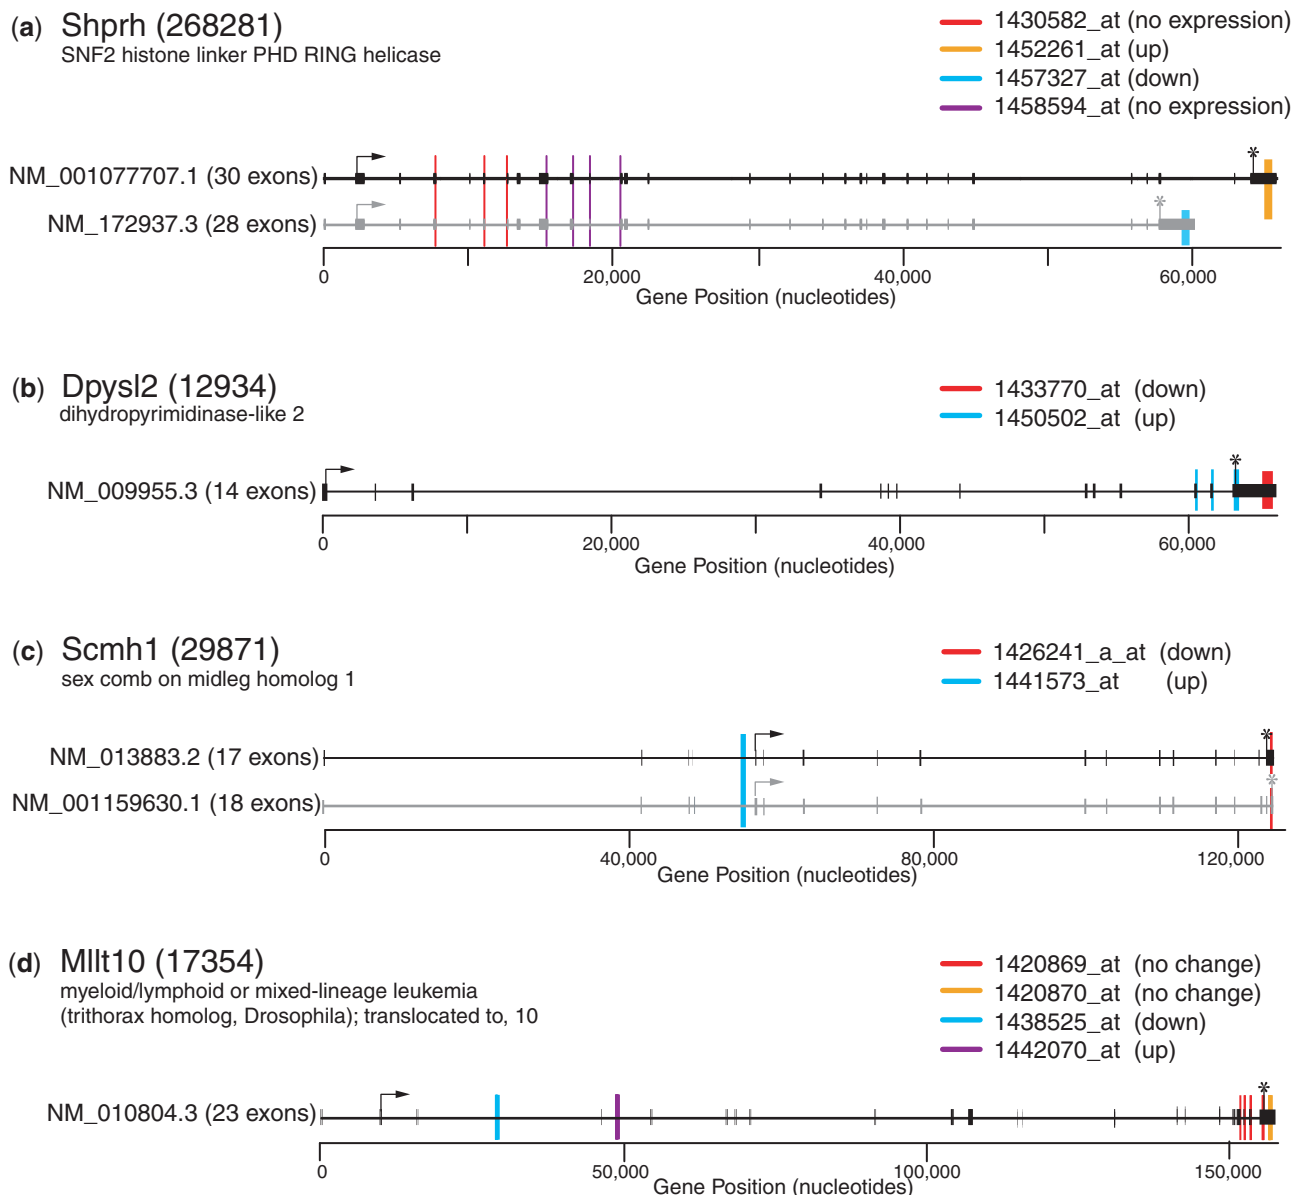 (a) Shprh (268281)
SNF2 histone linker PHD RING helicase
1430582_at (no expression)
1452261_at (up)
1457327_at (down)
1458594_at (no expression)
NM_001077707.1 (30 exons)
*
NM_172937.3 (28 exons)
*
0 20,000 40,000 60,000
Gene Position (nucleotides)
(b) Dpysl2 (12934)
dihydropyrimidinase-like 2
1433770_at (down)
1450502_at (up)
*
NM_009955.3 (14 exons)
0 20,000 40,000 60,000
Gene Position (nucleotides)
(c) Scmh1 (29871)
sex comb on midleg homolog 1
1426241_a_at (down)
1441573_at (up)
*
NM_013883.2 (17 exons)
*
NM_001159630.1 (18 exons)
0 40,000 80,000 120,000
Gene Position (nucleotides)
(d) Mllt10 (17354)
myeloid/lymphoid or mixed-lineage leukemia
(trithorax homolog, Drosophila); translocated to, 10
1420869_at (no change)
1420870_at (no change)
1438525_at (down)
1442070_at (up)
*
NM_010804.3 (23 exons)
0 50,000 100,000 150,000
Gene Position (nucleotides)